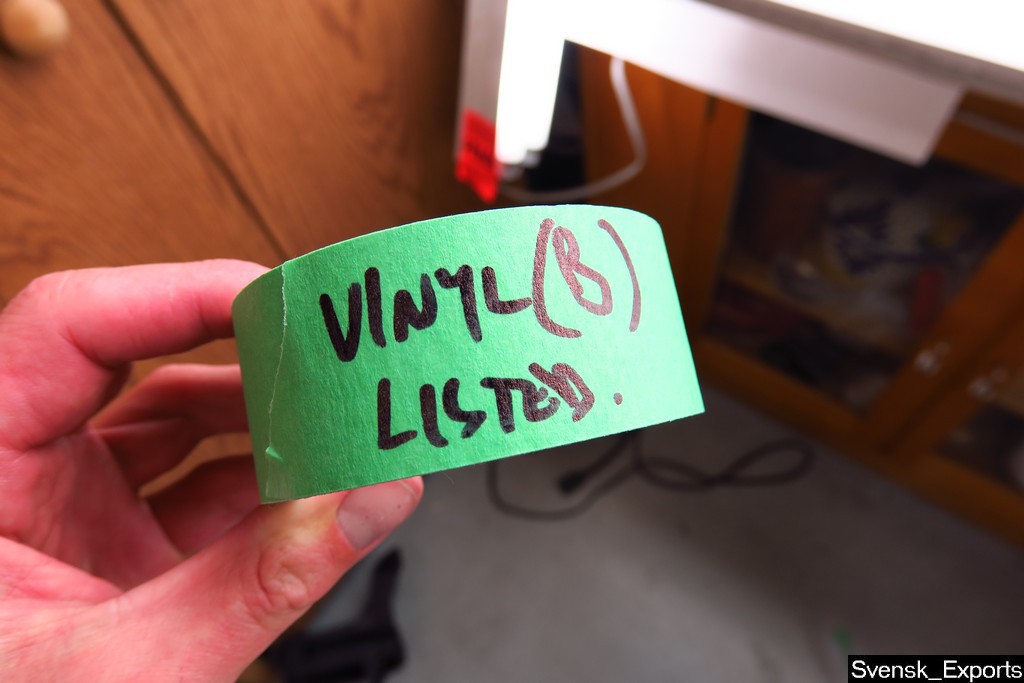 VINYL (B)
LISTED.
Svensk_Exports